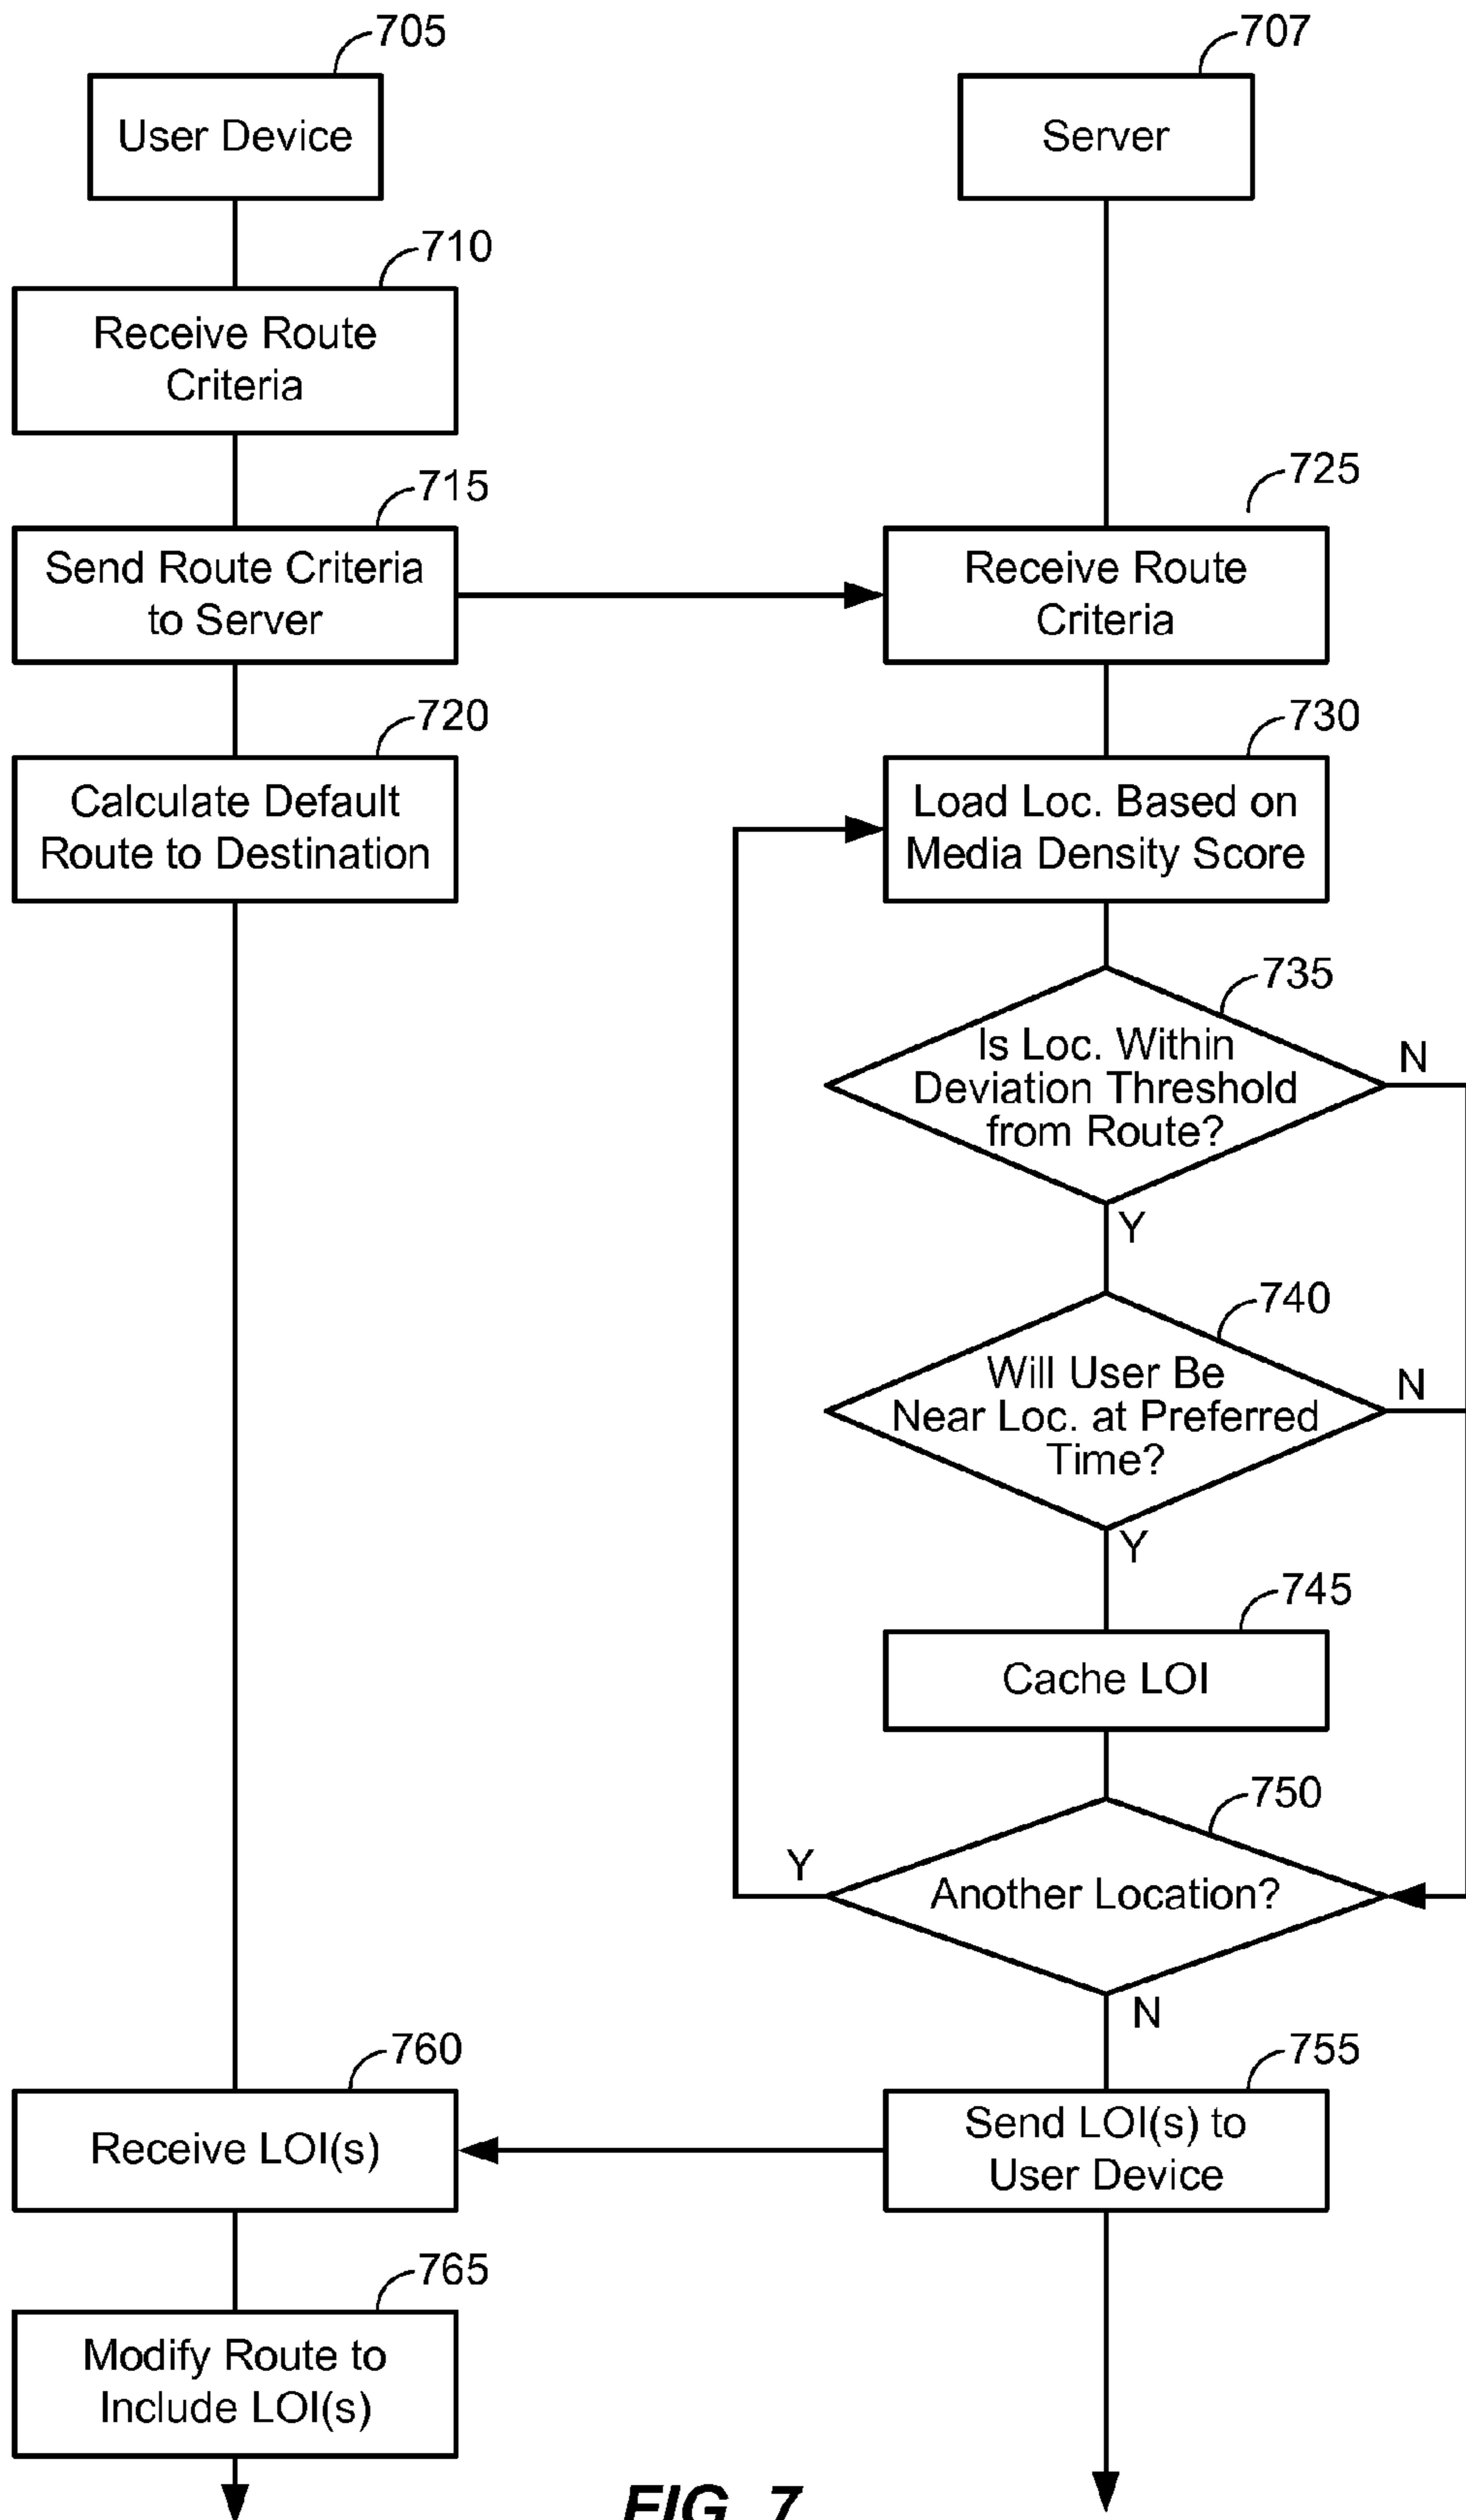 705
User Device
707
Server
710
Receive Route
Criteria
715
Send Route Criteria
to Server
725
Receive Route
Criteria
720
Calculate Default
Route to Destination
730
Load Loc. Based on
Media Density Score
735
Is Loc. Within
Deviation Threshold
from Route?
N
Y
740
Will User Be
Near Loc. at Preferred
Time?
N
Y
745
Cache LOI
750
Another Location?
Y
N
760
Receive LOI(s)
755
Send LOI(s) to
User Device
765
Modify Route to
Include LOI(s)
FIG. 7